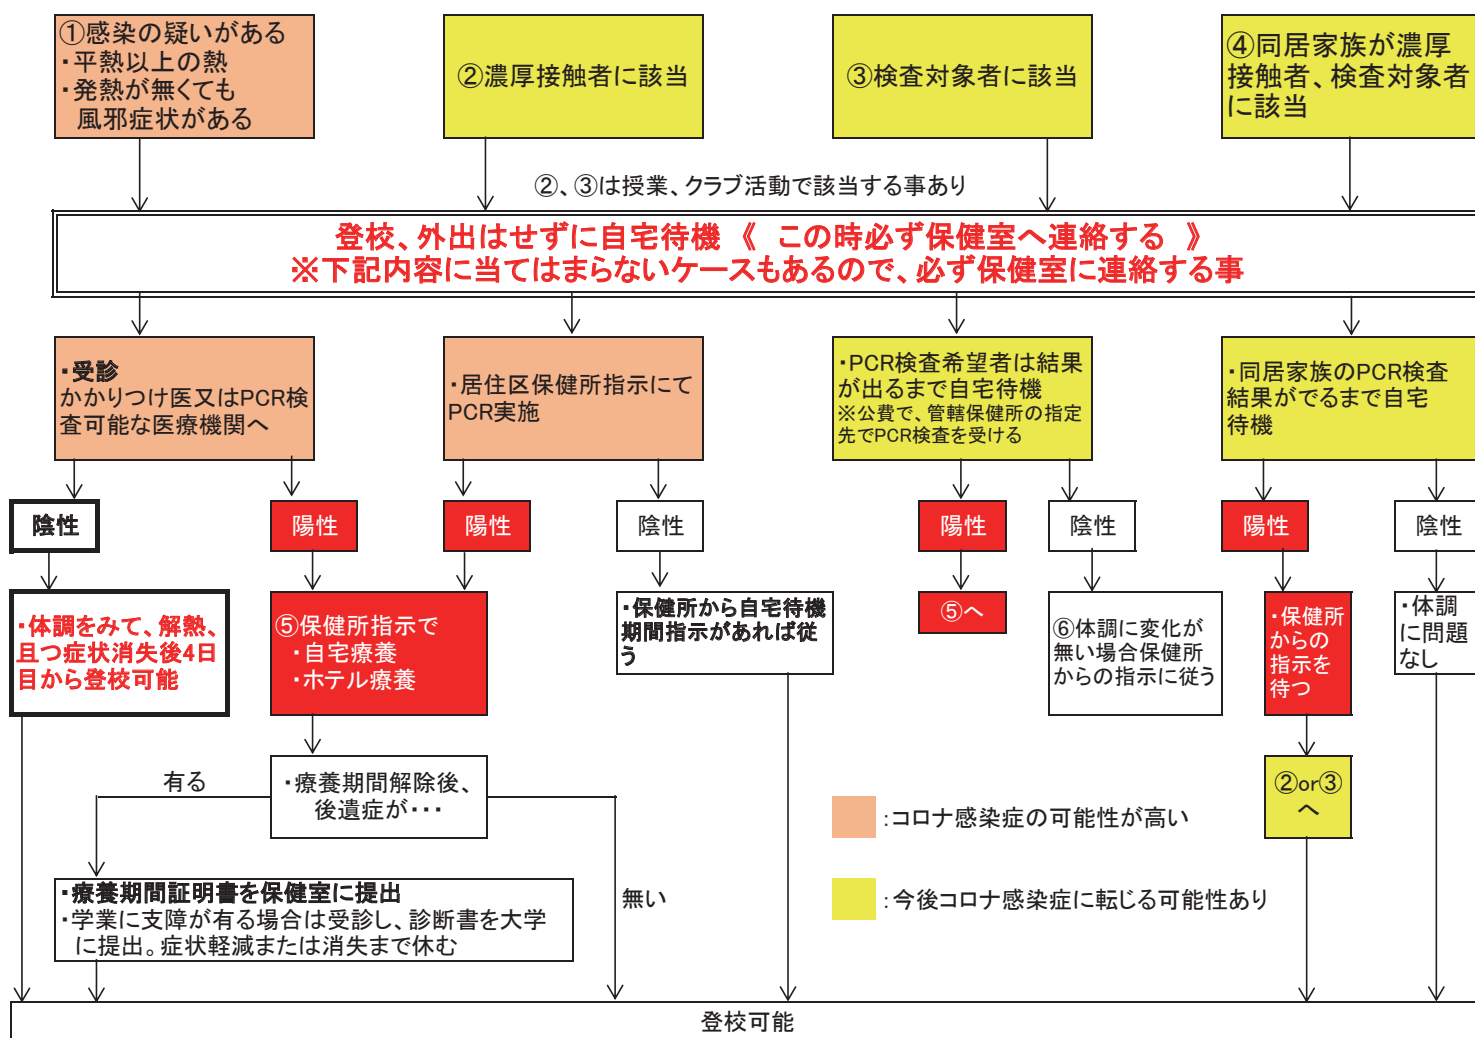 ①感染の疑いがある
・平熱以上の熱
・発熱が無くても
風邪症状がある
②濃厚接触者に該当
③検査対象者に該当
④同居家族が濃厚
接触者、検査対象者
に該当
②、③は授業、クラブ活動で該当する事あり
登校、外出はせずに自宅待機 《 この時必ず保健室へ連絡する 》
※下記内容に当てはまらないケースもあるので、必ず保健室に連絡する事
・受診
かかりつけ医又はPCR検
査可能な医療機関へ
・居住区保健所指示にて
PCR実施
・PCR検査希望者は結果
が出るまで自宅待機
※公費で、管轄保健所の指定
先でPCR検査を受ける
・同居家族のPCR検査
結果がでるまで自宅
待機
陰性
陽性
陽性
陰性
陽性
陰性
陽性
陰性
・体調をみて、解熱、
且つ症状消失後4日
目から登校可能
⑤保健所指示で
・自宅療養
・ホテル療養
・保健所から自宅待機
期間指示があれば従
う
⑤へ
⑥体調に変化が
無い場合保健所
からの指示に従う
・保健所
からの
指示を
待つ
・体調
に問題
なし
有る
・療養期間解除後、
後遺症が・・・
②or③
へ
：コロナ感染症の可能性が高い
・療養期間証明書を保健室に提出
・学業に支障が有る場合は受診し、診断書を大学
に提出。症状軽減または消失まで休む
無い
：今後コロナ感染症に転じる可能性あり
登校可能